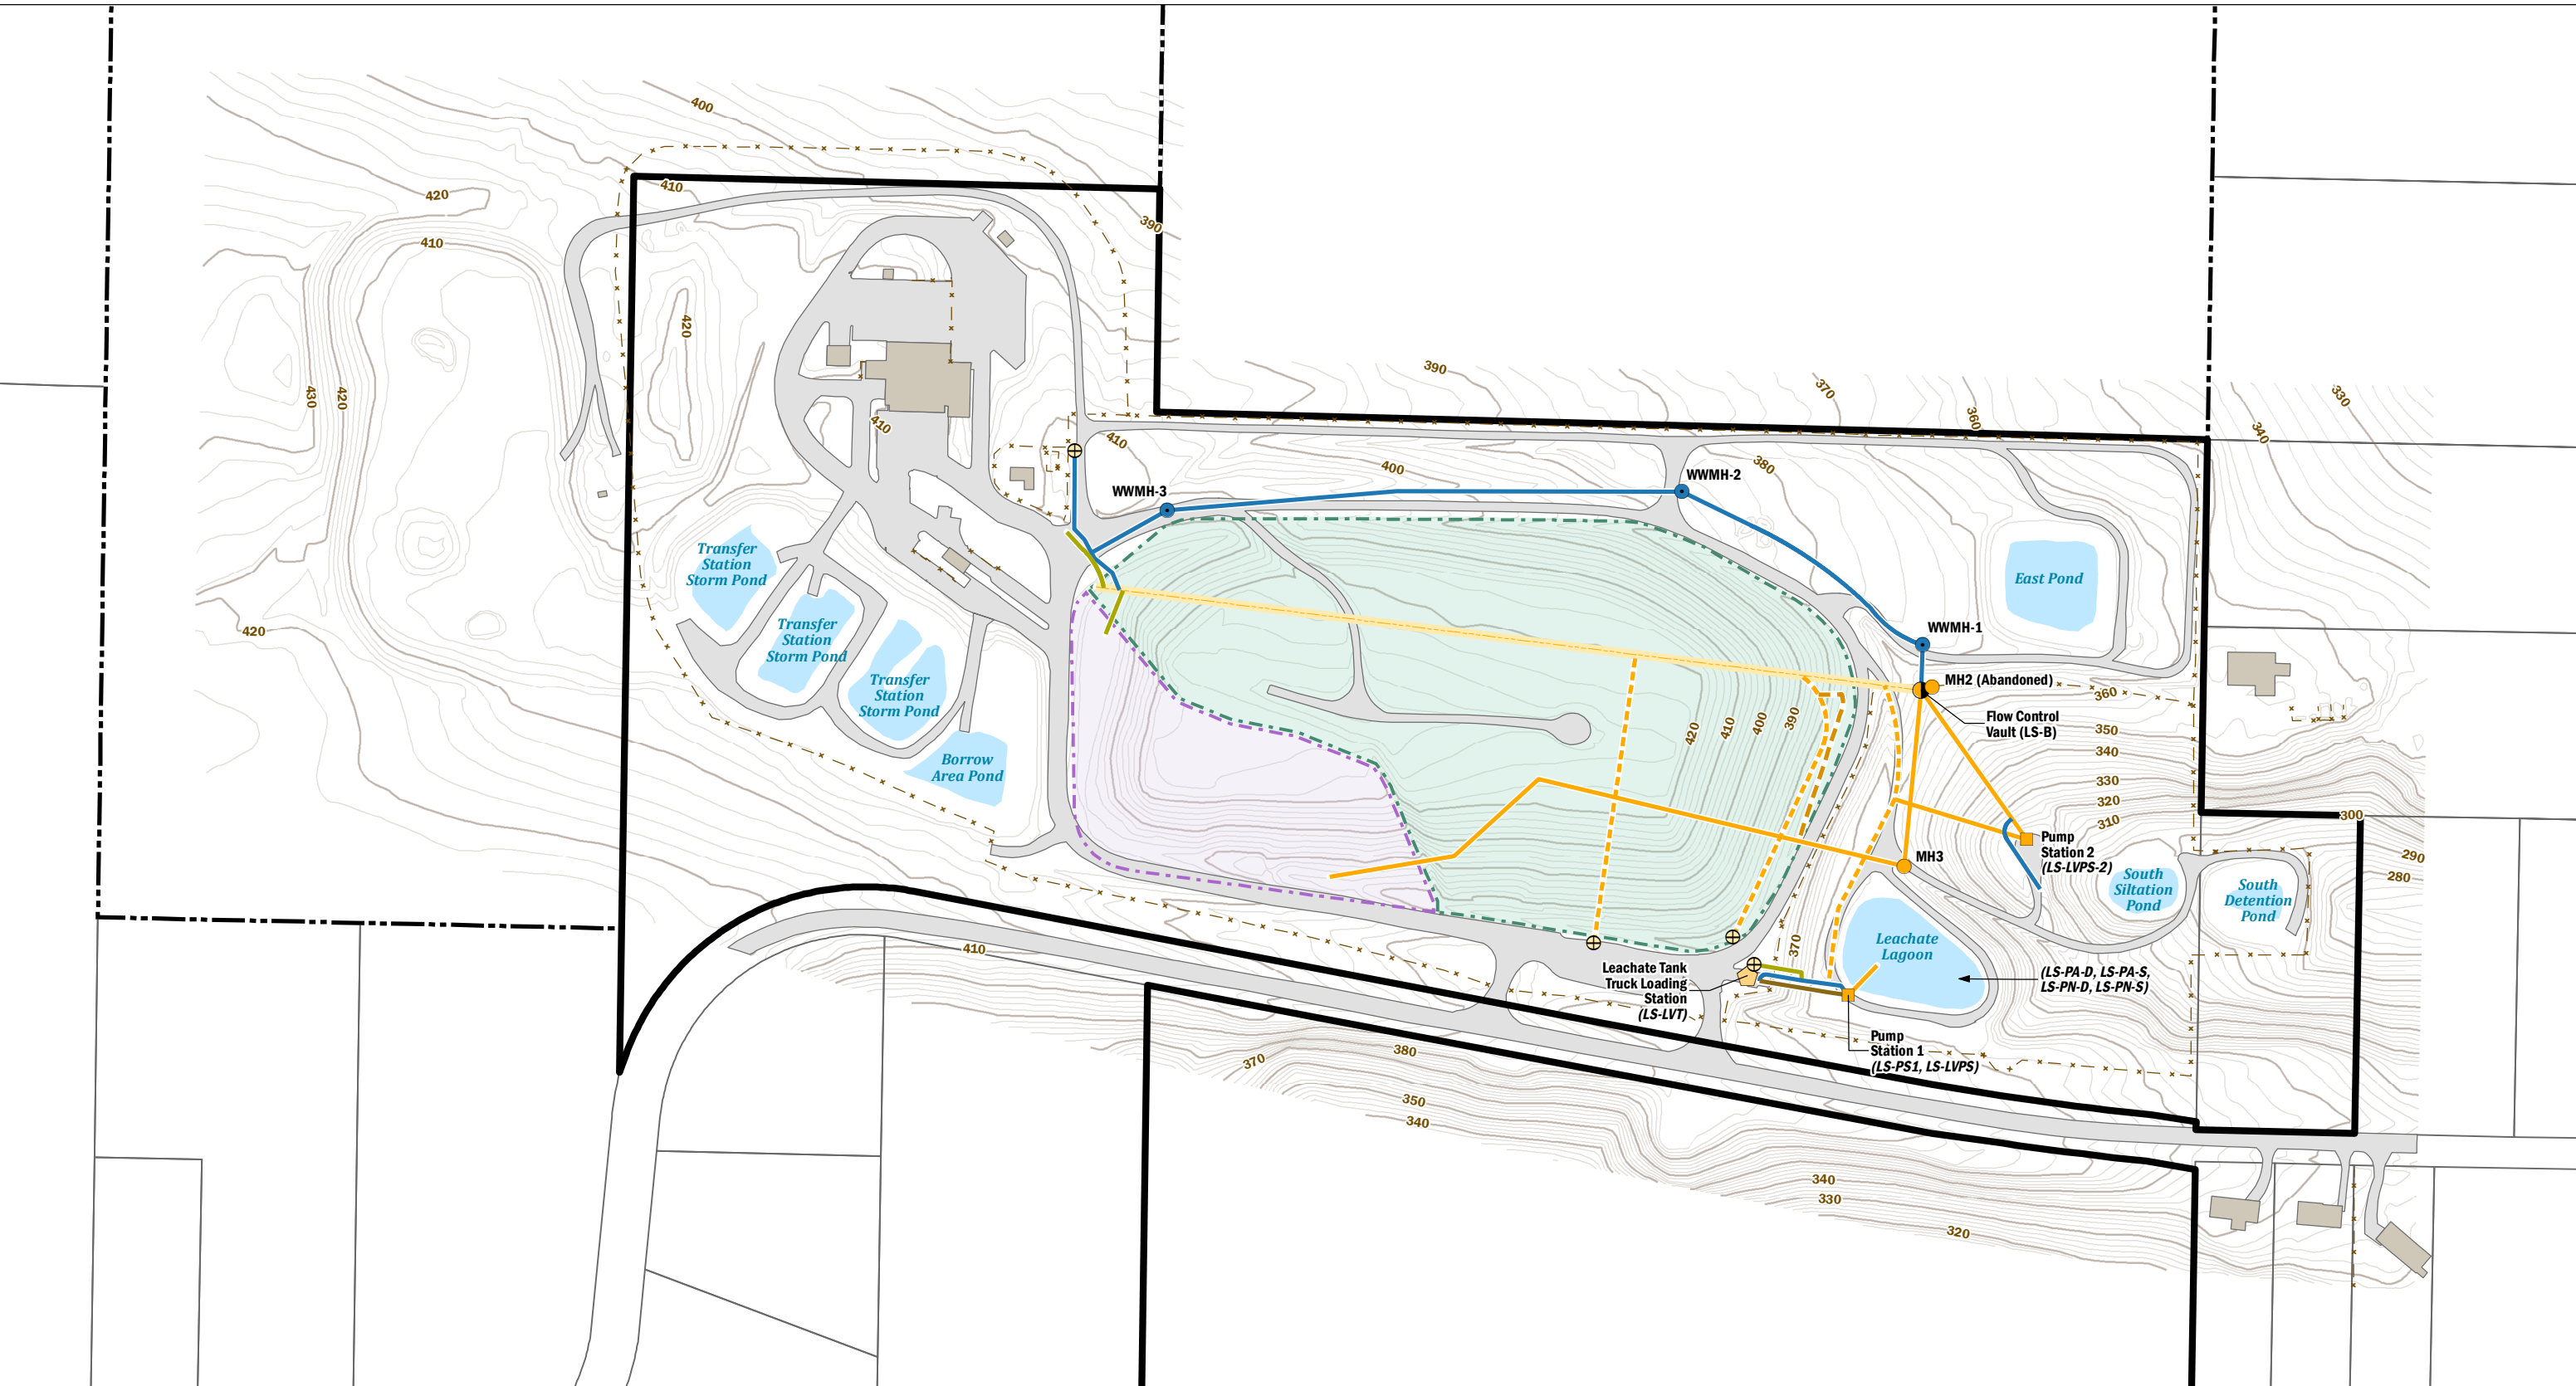 400
410
420
410
390
420
430
420
410
410
390
370
360
330
340
400
380
WWMH-3
WWMH-2
Transfer
Station
Storm Pond
East Pond
420
Transfer
Station
Storm Pond
WWMH-1
MH2 (Abandoned)
360
Transfer
Station
Storm Pond
Flow Control
Vault (LS-B)
420
410
400
390
350
340
Borrow
Area Pond
330
320
310
300
Pump
Station 2
(LS-LVPS-2)
MH3
290
280
South
Siltation
Pond
South
Detention
Pond
410
370
Leachate
Lagoon
Leachate Tank
Truck Loading
Station
(LS-LVT)
(LS-PA-D, LS-PA-S,
LS-PN-D, LS-PN-S)
Pump
Station 1
(LS-PS1, LS-LVPS)
370
380
350
340
340
330
320